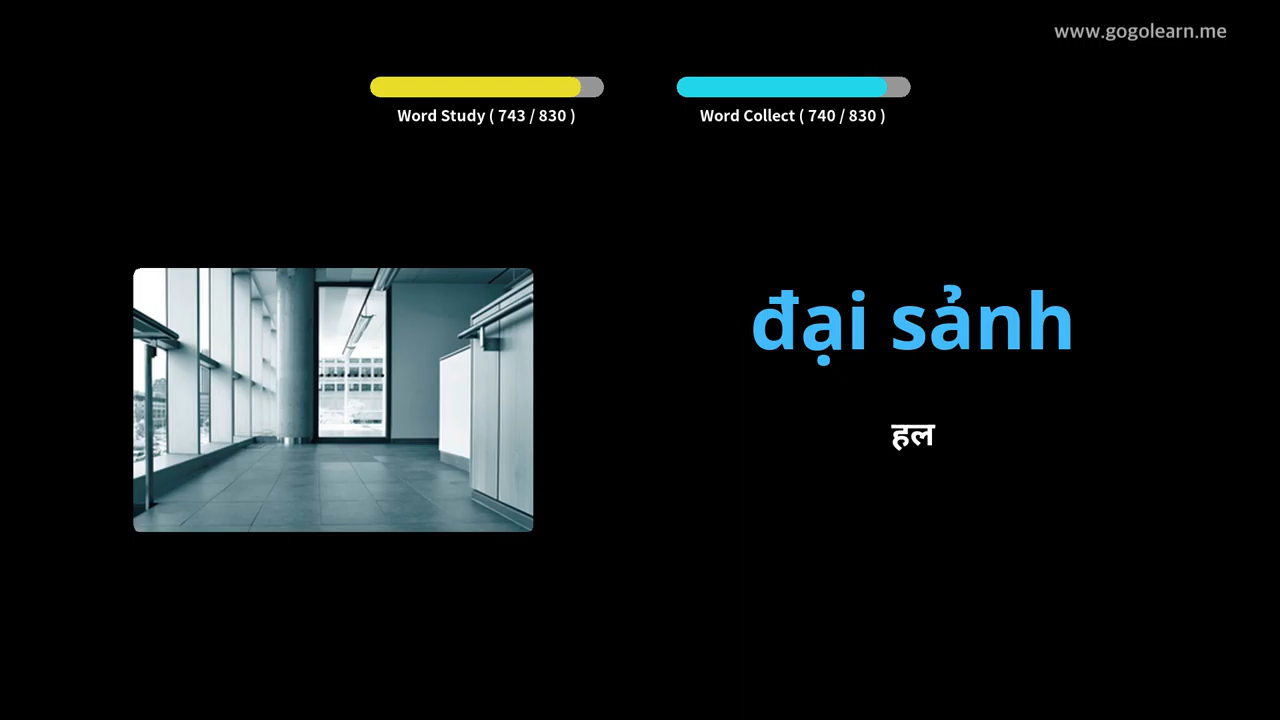 www.gogolearn.me
Word Study ( 743 / 830 )
Word Collect ( 740 / 830 )
đại sảnh
हल